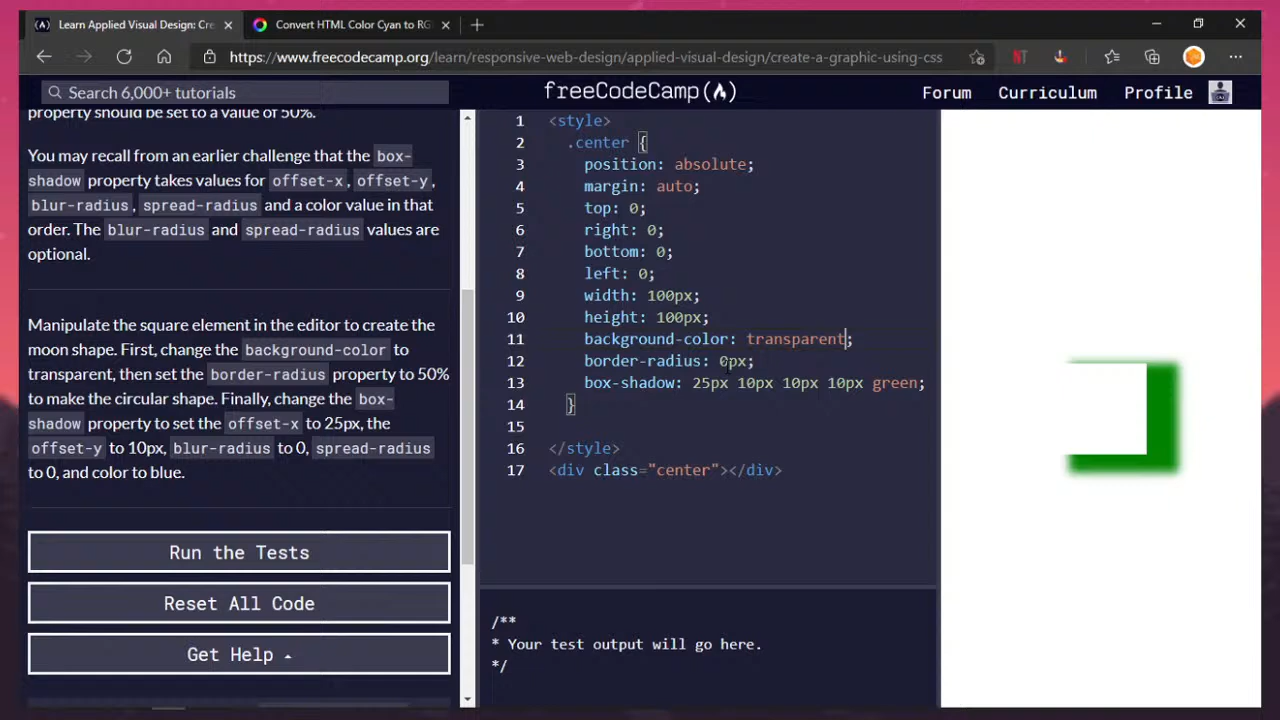 Learn Applied Visual Design: Cre
Convert HTML Color Cyan to RG
https://www.freecodecamp.org/learn/responsive-web-design/applied-visual-design/create-a-graphic-using-css
Search 6,000+ tutorials
freeCodeCamp
Forum
Curriculum
Profile
property should be set to a value of 50%.
You may recall from an earlier challenge that the box-
shadow property takes values for offset-x, offset-y,
blur-radius, spread-radius and a color value in that
order. The blur-radius and spread-radius values are
optional.
Manipulate the square element in the editor to create the
moon shape. First, change the background-color to
transparent, then set the border-radius property to 50%
to make the circular shape. Finally, change the box-
shadow property to set the offset-x to 25px, the
offset-y to 10px, blur-radius to 0, spread-radius
to 0, and color to blue.
Run the Tests
Reset All Code
Get Help
1 <style>
2 .center {
3 position: absolute;
4 margin: auto;
5 top: 0;
6 right: 0;
7 bottom: 0;
8 left: 0;
9 width: 100px;
10 height: 100px;
11 background-color: transparent;
12 border-radius: 0px;
13 box-shadow: 25px 10px 10px 10px green;
14 }
15
16 </style>
17 <div class="center"></div>
/**
* Your test output will go here.
*/